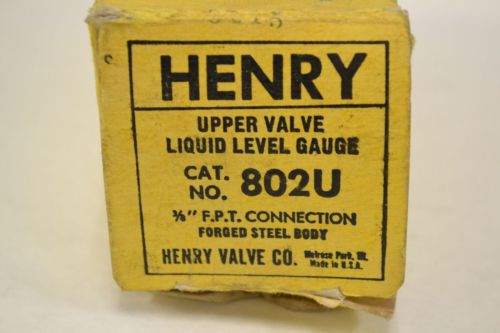 HENRY
UPPER VALVE
LIQUID LEVEL GAUGE
CAT. NO. 802U
⅜" F.P.T. CONNECTION
FORGED STEEL BODY
HENRY VALVE CO. Melrose Park, Ill. Made in U.S.A.